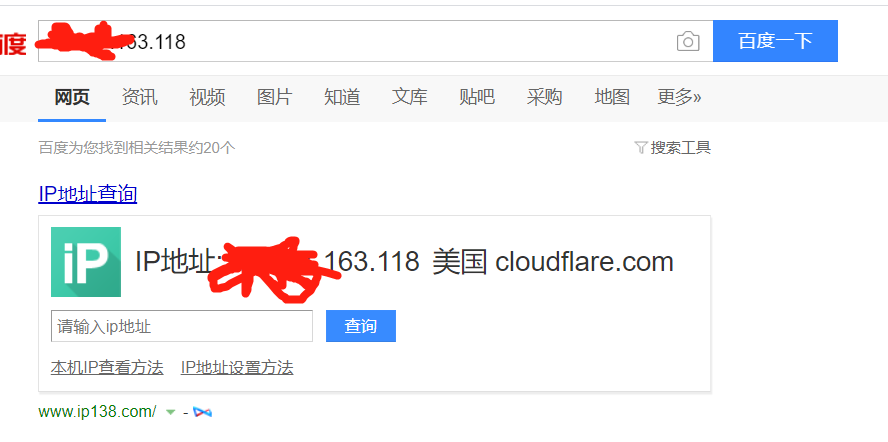 百度 163.118 百度一下
网页 资讯 视频 图片 知道 文库 贴吧 采购 地图 更多»
百度为您找到相关结果约20个 搜索工具
IP地址查询
iP IP地址: .163.118 美国 cloudflare.com
请输入ip地址 查询
本机IP查看方法 IP地址设置方法
www.ip138.com/ -